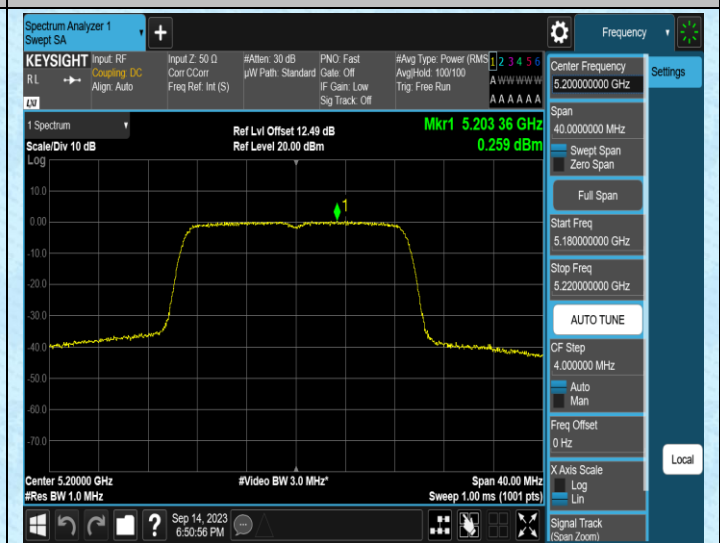 Spectrum Analyzer 1
Swept SA
+
Frequency
KEYSIGHT
Input: RF
Coupling: DC
Align: Auto
R L
LXI
Input Z: 50 Ω
Corr CCorr
Freq Ref: Int (S)
#Atten: 30 dB
µW Path: Standard
PNO: Fast
Gate: Off
IF Gain: Low
Sig Track: Off
#Avg Type: Power (RMS
Avg|Hold: 100/100
Trig: Free Run
1 2 3 4 5 6
A W W W W W
A A A A A A
1 Spectrum
Scale/Div 10 dB
Log
Ref Lvl Offset 12.49 dB
Ref Level 20.00 dBm
Mkr1 5.203 36 GHz
0.259 dBm
10.0
0.00
-10.0
-20.0
-30.0
-40.0
-50.0
-60.0
-70.0
1
Center 5.20000 GHz
#Res BW 1.0 MHz
#Video BW 3.0 MHz*
Span 40.00 MHz
Sweep 1.00 ms (1001 pts)
?
Sep 14, 2023
6:50:56 PM
Center Frequency
5.200000000 GHz
Span
40.0000000 MHz
Swept Span
Zero Span
Full Span
Start Freq
5.180000000 GHz
Stop Freq
5.220000000 GHz
AUTO TUNE
CF Step
4.000000 MHz
Auto
Man
Freq Offset
0 Hz
X Axis Scale
Log
Lin
Signal Track
(Span Zoom)
Settings
Local